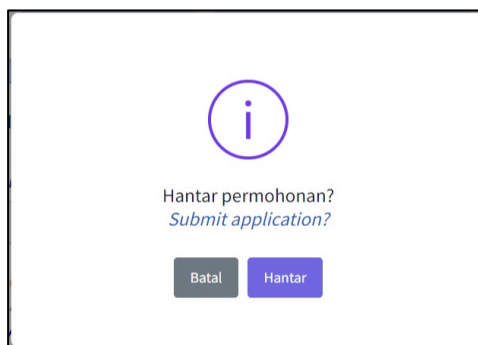 i
Hantar permohonan?
Submit application?
Batal Hantar